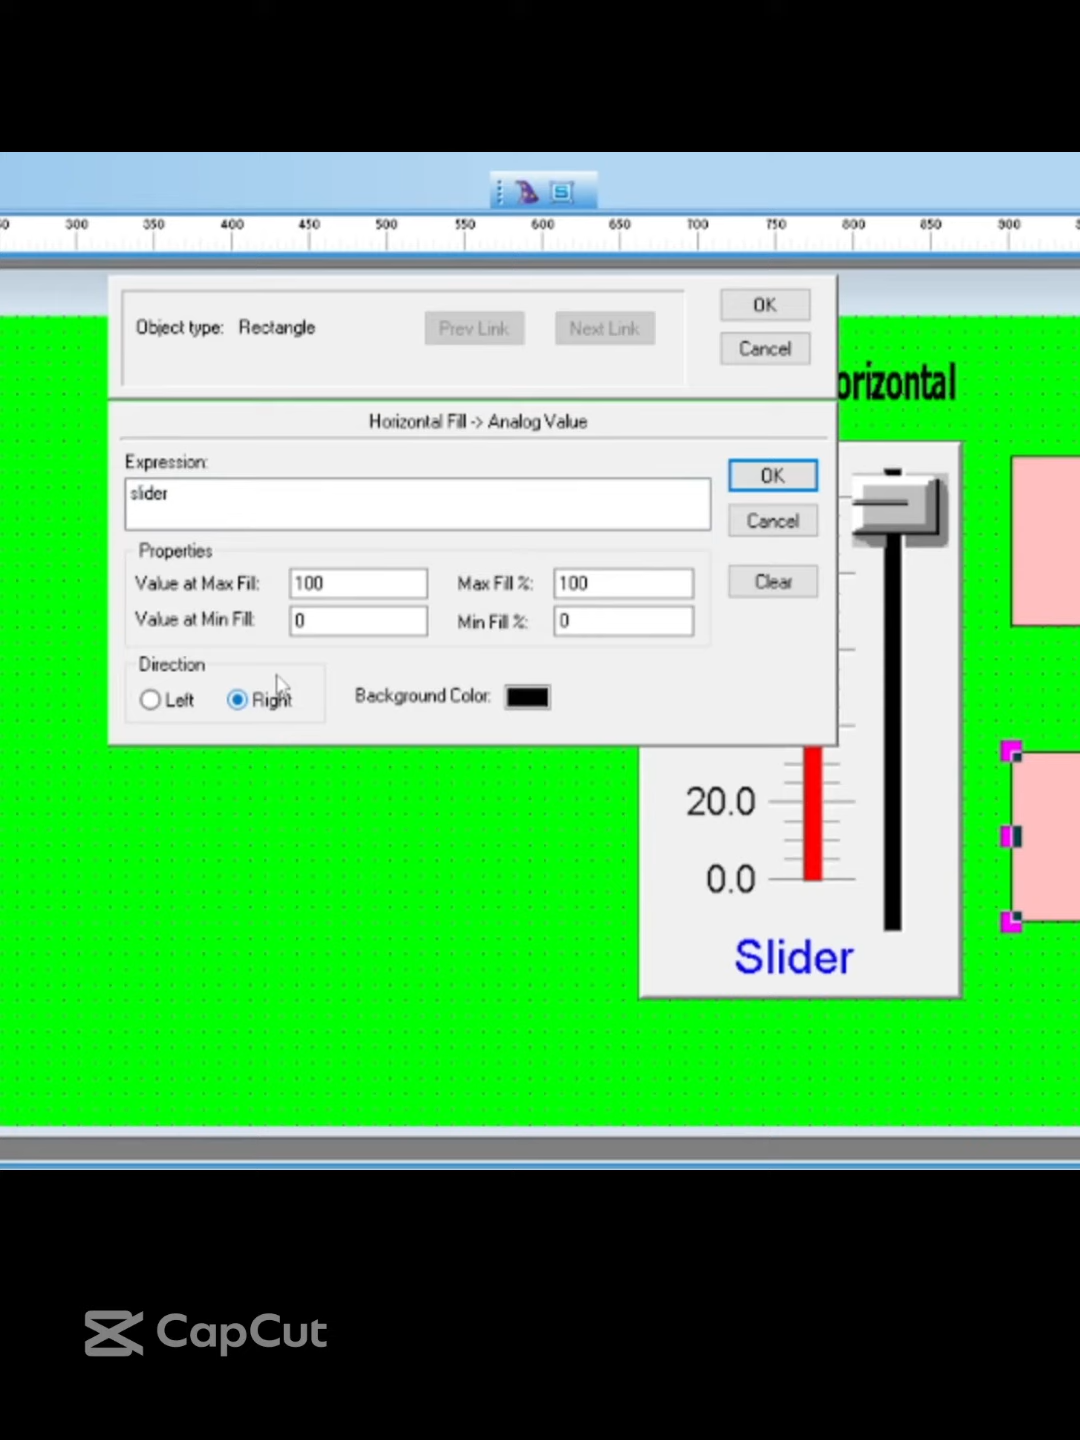 300 350 400 450 500 550 600 650 700 750 800 850 900
Object type: Rectangle
Prev Link
Next Link
OK
Cancel
orizontal
Horizontal Fill -> Analog Value
Expression:
slider
OK
Cancel
Clear
Properties
Value at Max Fill: 100 Max Fill %: 100
Value at Min Fill: 0 Min Fill %: 0
Direction
Left Right
Background Color:
20.0
0.0
Slider
CapCut